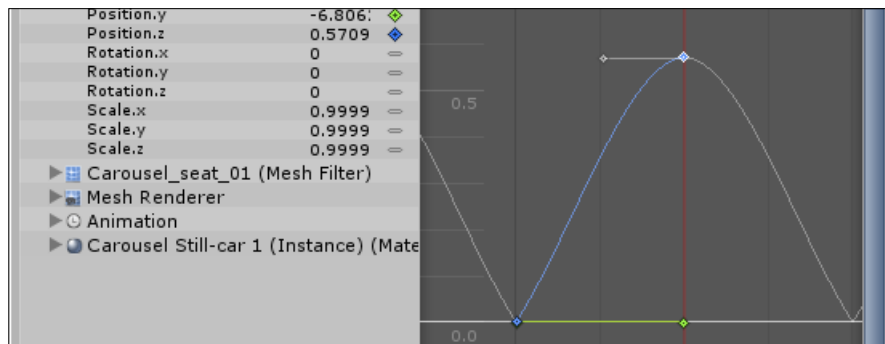 Position.y -6.806:
Position.z 0.5709
Rotation.x 0
Rotation.y 0
Rotation.z 0
Scale.x 0.9999
Scale.y 0.9999
Scale.z 0.9999
Carousel_seat_01 (Mesh Filter)
Mesh Renderer
Animation
Carousel Still-car 1 (Instance) (Mate
0.5
0.0